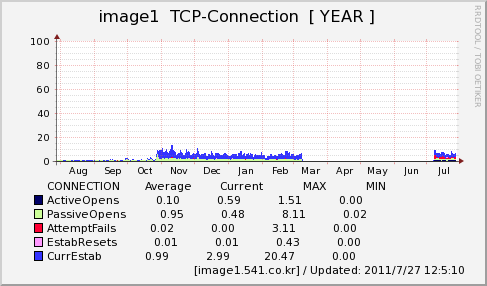 image1 TCP-Connection [ YEAR ]
RRDTOOL / TOBI OETIKER
100
80
60
40
20
0
Aug Sep Oct Nov Dec Jan Feb Mar Apr May Jun Jul
CONNECTION Average Current MAX MIN
ActiveOpens 0.10 0.59 1.51 0.00
PassiveOpens 0.95 0.48 8.11 0.02
AttemptFails 0.02 0.00 3.11 0.00
EstabResets 0.01 0.01 0.43 0.00
CurrEstab 0.99 2.99 20.47 0.00
[image1.541.co.kr] / Updated: 2011/7/27 12:5:10